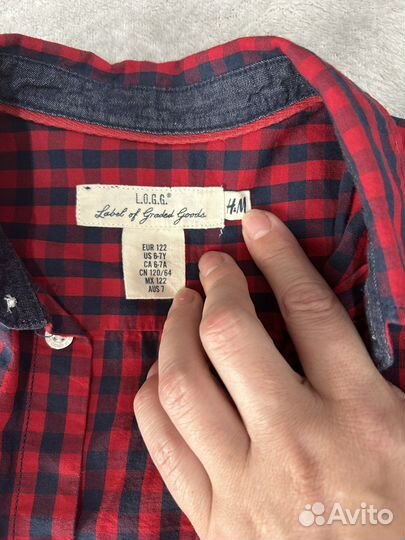 L.O.G.G.®
Label of Graded Goods
H&M
EUR 122
US 6-7Y
CA 6-7A
CN 120/64
MX 122
AUS 7
Avito